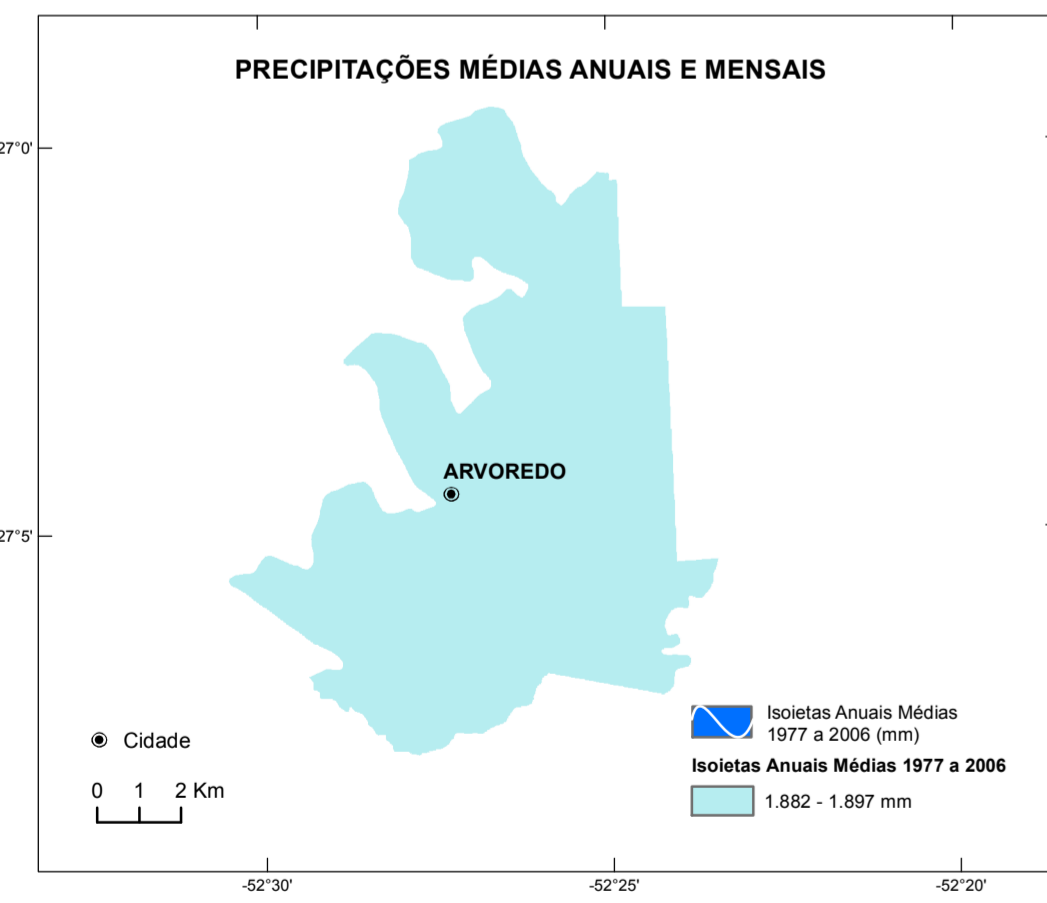 PRECIPITAÇÕES MÉDIAS ANUAIS E MENSAIS
27°0'
ARVOREDO
27°5'
Isoietas Anuais Médias
1977 a 2006 (mm)
Cidade
Isoietas Anuais Médias 1977 a 2006
0 1 2 Km
1.882 - 1.897 mm
-52°30' -52°25' -52°20'